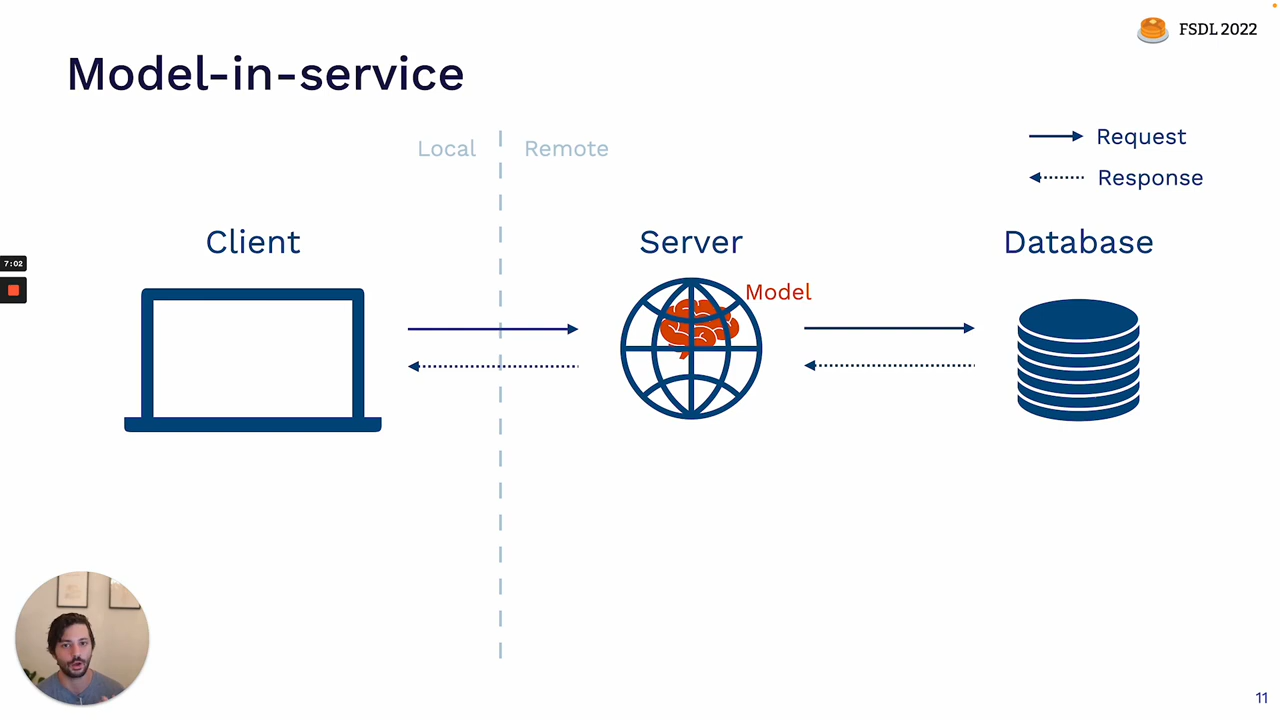 FSDL 2022
Model-in-service
Local
Remote
Request
Response
Client
Server
Database
Model
7:02
11